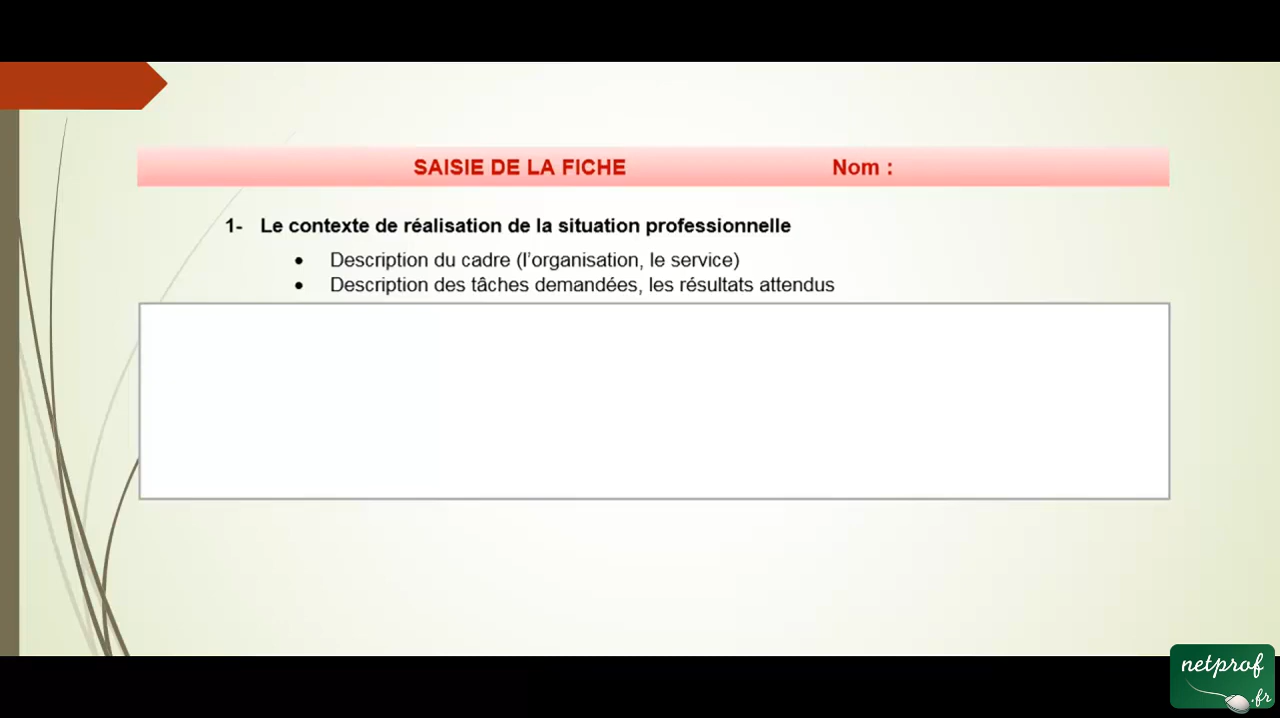 SAISIE DE LA FICHE Nom :
1- Le contexte de réalisation de la situation professionnelle
• Description du cadre (l'organisation, le service)
• Description des tâches demandées, les résultats attendus
netprof
.fr